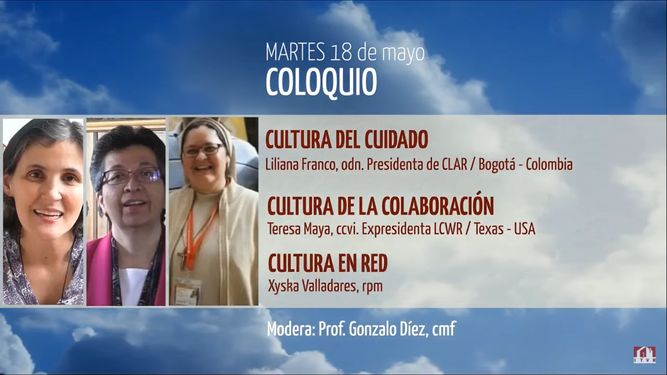 MARTES 18 de mayo
COLOQUIO
CULTURA DEL CUIDADO
Liliana Franco, odn. Presidenta de CLAR / Bogotá - Colombia
CULTURA DE LA COLABORACIÓN
Teresa Maya, ccvi. Expresidenta LCWR / Texas - USA
CULTURA EN RED
Xyska Valladares, rpm
Modera: Prof. Gonzalo Díez, cmf
ITVR